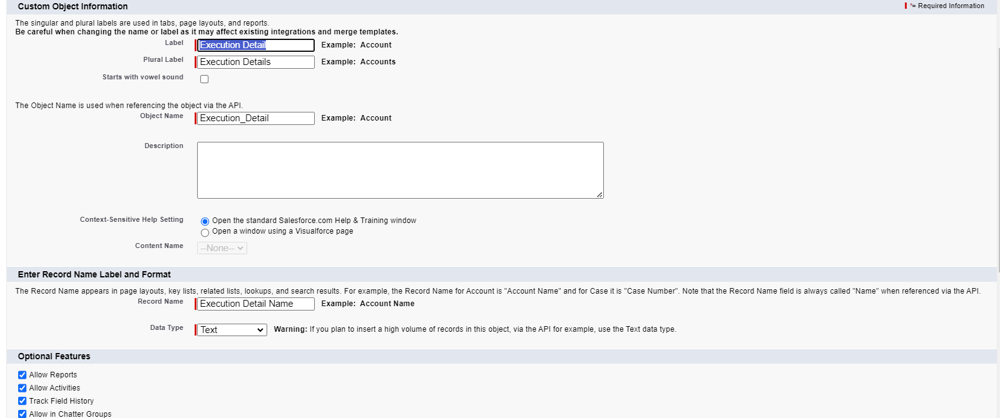 Custom Object Information
*= Required Information
The singular and plural labels are used in tabs, page layouts, and reports.
Be careful when changing the name or label as it may affect existing integrations and merge templates.
Label Execution Detail Example: Account
Plural Label Execution Details Example: Accounts
Starts with vowel sound
The Object Name is used when referencing the object via the API.
Object Name Execution_Detail Example: Account
Description
Context-Sensitive Help Setting Open the standard Salesforce.com Help & Training window
Open a window using a Visualforce page
Content Name --None--
Enter Record Name Label and Format
The Record Name appears in page layouts, key lists, related lists, lookups, and search results. For example, the Record Name for Account is "Account Name" and for Case it is "Case Number". Note that the Record Name field is always called "Name" when referenced via the API.
Record Name Execution Detail Name Example: Account Name
Data Type Text Warning: If you plan to insert a high volume of records in this object, via the API for example, use the Text data type.
Optional Features
Allow Reports
Allow Activities
Track Field History
Allow in Chatter Groups